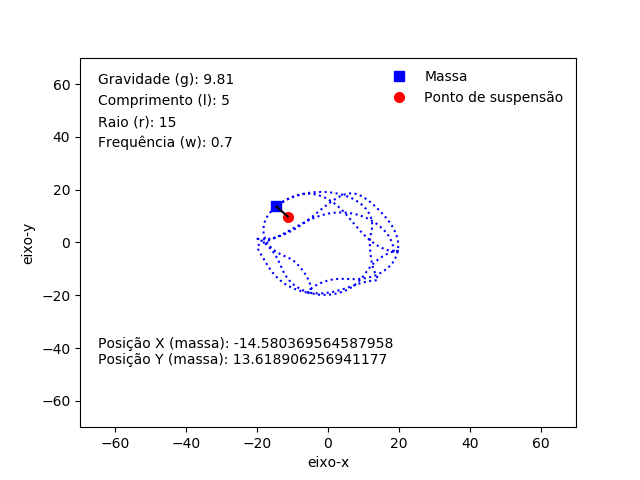 Gravidade (g): 9.81
Comprimento (l): 5
Raio (r): 15
Frequência (w): 0.7
Massa
Ponto de suspensão
60
40
20
0
−20
−40
−60
eixo-y
Posição X (massa): -14.580369564587958
Posição Y (massa): 13.618906256941177
−60
−40
−20
0
20
40
60
eixo-x